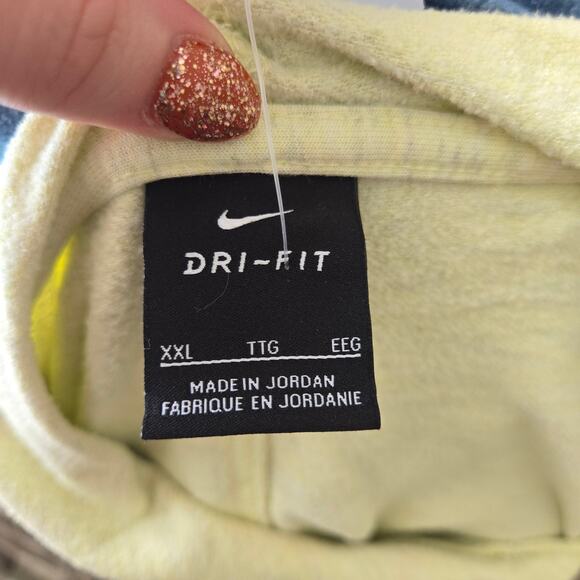 DRI-FIT
XXL TTG EEG
MADE IN JORDAN
FABRIQUE EN JORDANIE